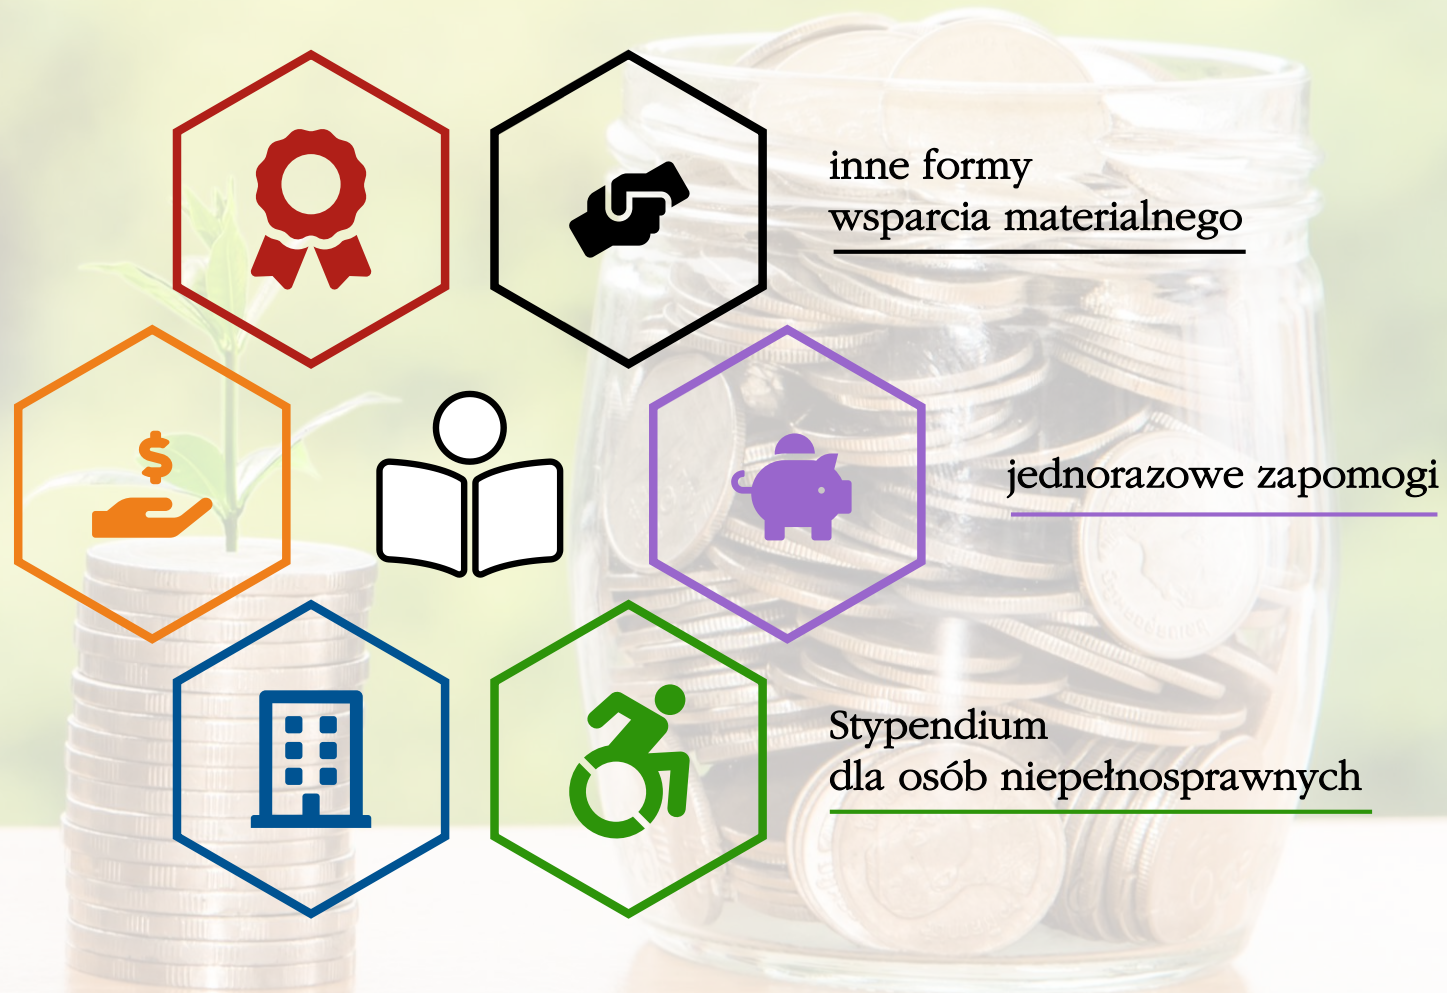 inne formy
wsparcia materialnego
jednorazowe zapomogi
Stypendium
dla osób niepełnosprawnych